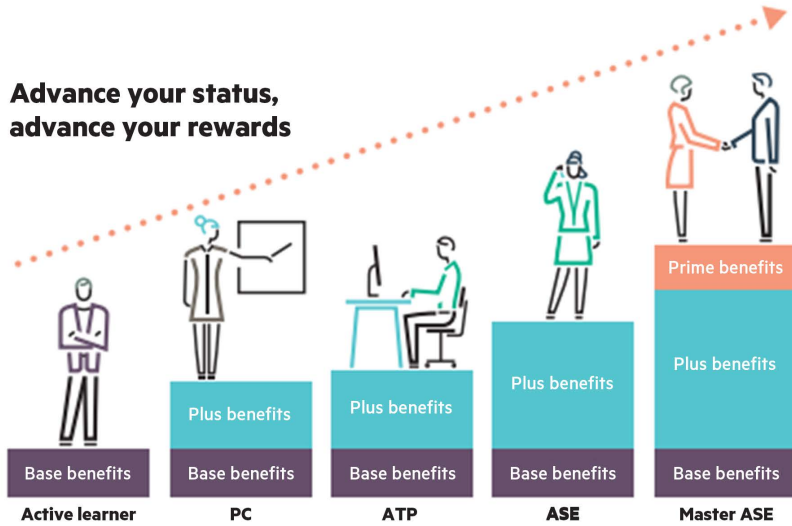 Advance your status,
advance your rewards
Prime benefits
Plus benefits
Plus benefits
Plus benefits
Plus benefits
Base benefits
Base benefits
Base benefits
Base benefits
Base benefits
Active learner
PC
ATP
ASE
Master ASE